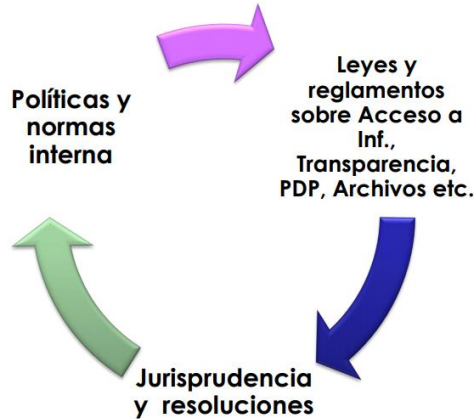 Políticas y
normas
interna
Leyes y
reglamentos
sobre Acceso a
Inf.,
Transparencia,
PDP, Archivos etc.
Jurisprudencia
y resoluciones